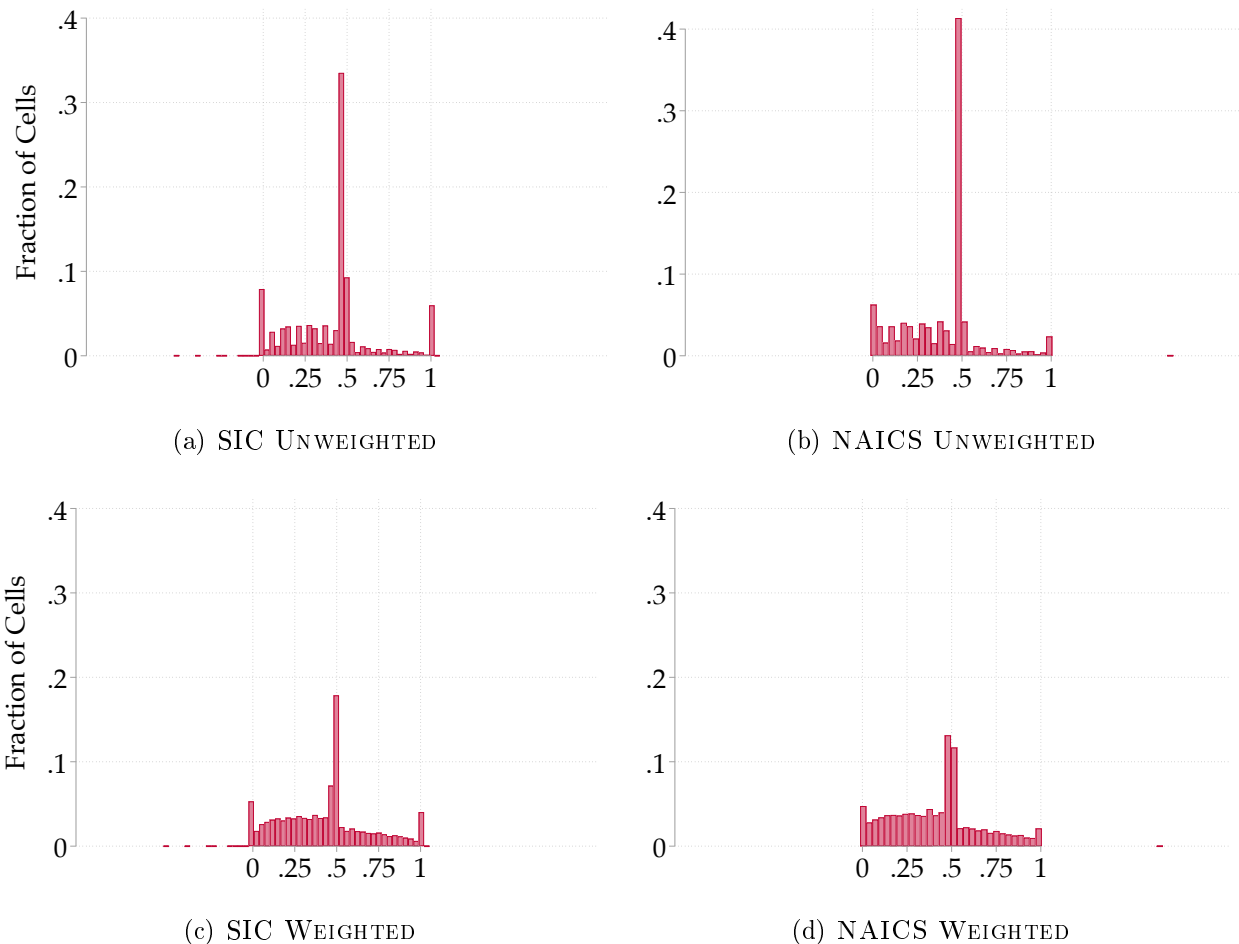 Fraction of Cells
.4
.3
.2
.1
0
0 .25 .5 .75 1
(a) SIC UNWEIGHTED
.4
.3
.2
.1
0
0 .25 .5 .75 1
(b) NAICS UNWEIGHTED
Fraction of Cells
.4
.3
.2
.1
0
0 .25 .5 .75 1
(c) SIC WEIGHTED
.4
.3
.2
.1
0
0 .25 .5 .75 1
(d) NAICS WEIGHTED